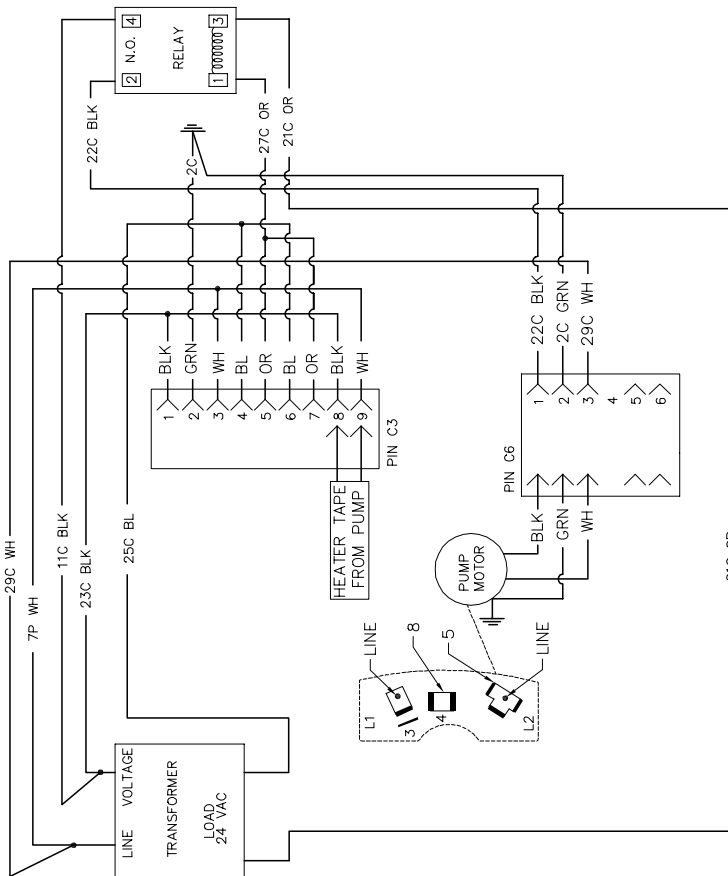 4
3
N.O.
RELAY
2
1
22C BLK
2C
27C OR
21C OR
BLK
GRN
WH
BL
OR
BL
OR
BLK
WH
1
2
3
4
5
6
7
8
9
PIN C3
HEATER TAPE
FROM PUMP
22C BLK
2C GRN
29C WH
1
2
3
4
5
6
PIN C6
BLK
GRN
WH
PUMP
MOTOR
29C WH
7P WH
11C BLK
23C BLK
25C BL
LINE
8
5
LINE
L1
3
4
L2
LINE VOLTAGE
TRANSFORMER
LOAD
24 VAC